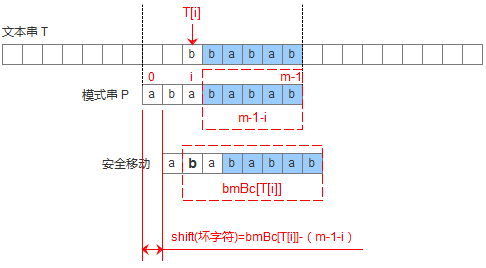 T[i]
文本串 T
b b a b a b
0 i m-1
模式串 P a b a b a b a b
m-1-i
安全移动 a b a b a b a b
bmBc[T[i]]
shift(坏字符)=bmBc[T[i]]-（m-1-i）